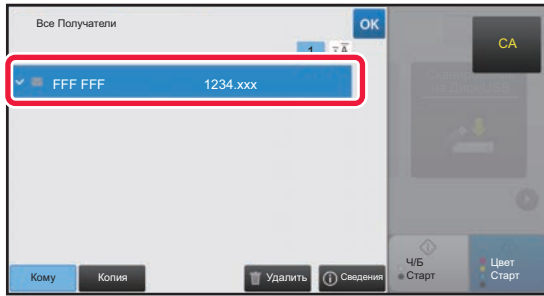 Все Получатели
OK
CA
1
FFF FFF 1234.xxx
Кому
Копия
Удалить
Сведения
Ч/Б
Старт
Цвет
Старт